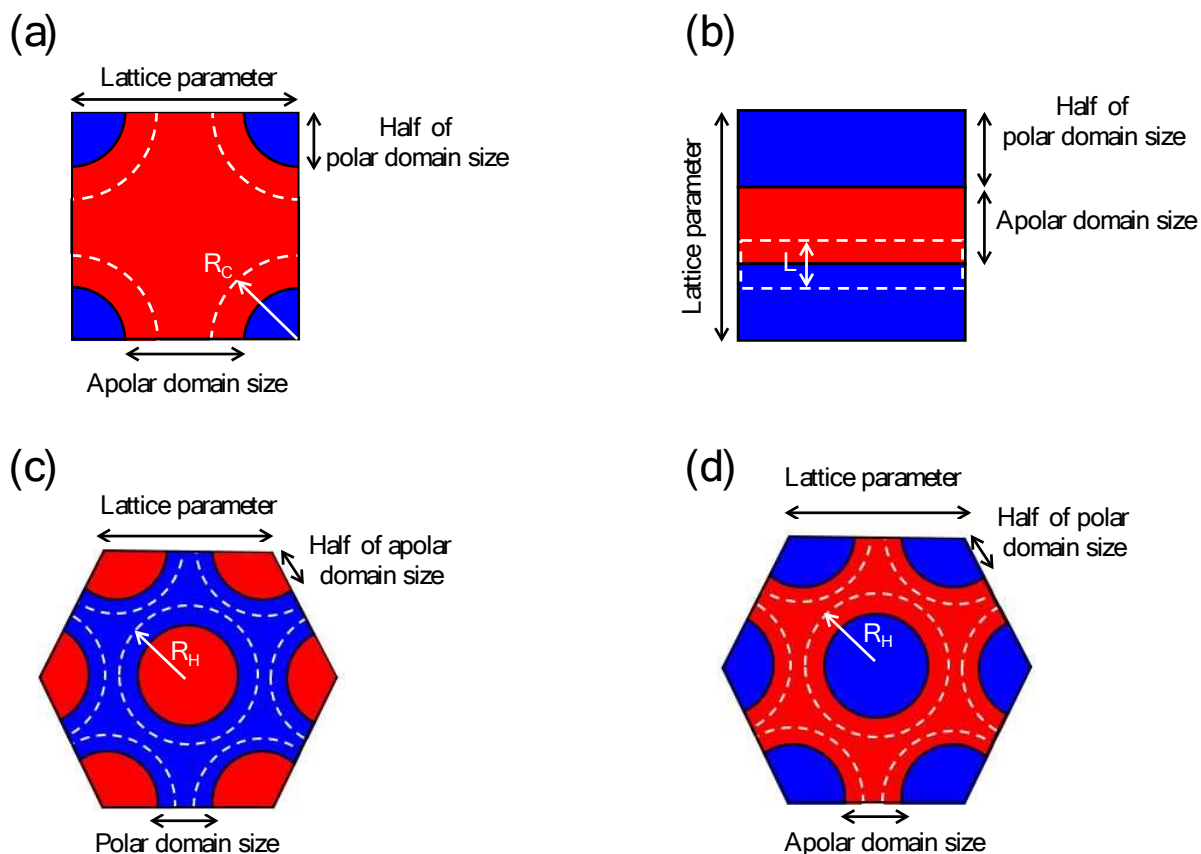 (a)
Lattice parameter
Half of
polar domain size
R_C
Apolar domain size
(b)
Lattice parameter
Half of
polar domain size
Apolar domain size
L
(c)
Lattice parameter
Half of apolar
domain size
R_H
Polar domain size
(d)
Lattice parameter
Half of polar
domain size
R_H
Apolar domain size